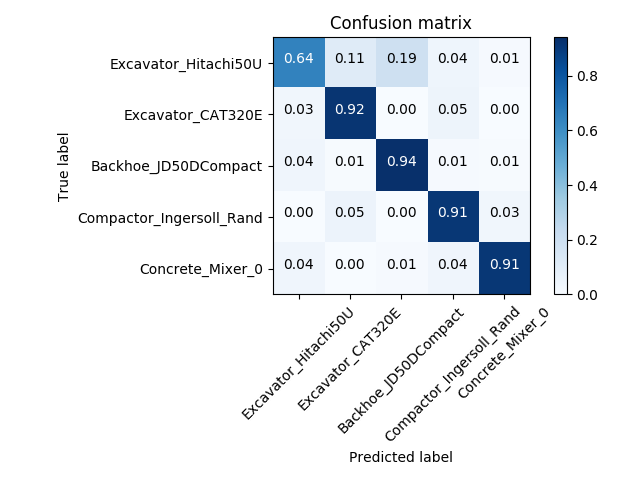 Confusion matrix
True label
Excavator_Hitachi50U 0.64 0.11 0.19 0.04 0.01
Excavator_CAT320E 0.03 0.92 0.00 0.05 0.00
Backhoe_JD50DCompact 0.04 0.01 0.94 0.01 0.01
Compactor_Ingersoll_Rand 0.00 0.05 0.00 0.91 0.03
Concrete_Mixer_0 0.04 0.00 0.01 0.04 0.91
Excavator_Hitachi50U
Excavator_CAT320E
Backhoe_JD50DCompact
Compactor_Ingersoll_Rand
Concrete_Mixer_0
Predicted label
0.8
0.6
0.4
0.2
0.0